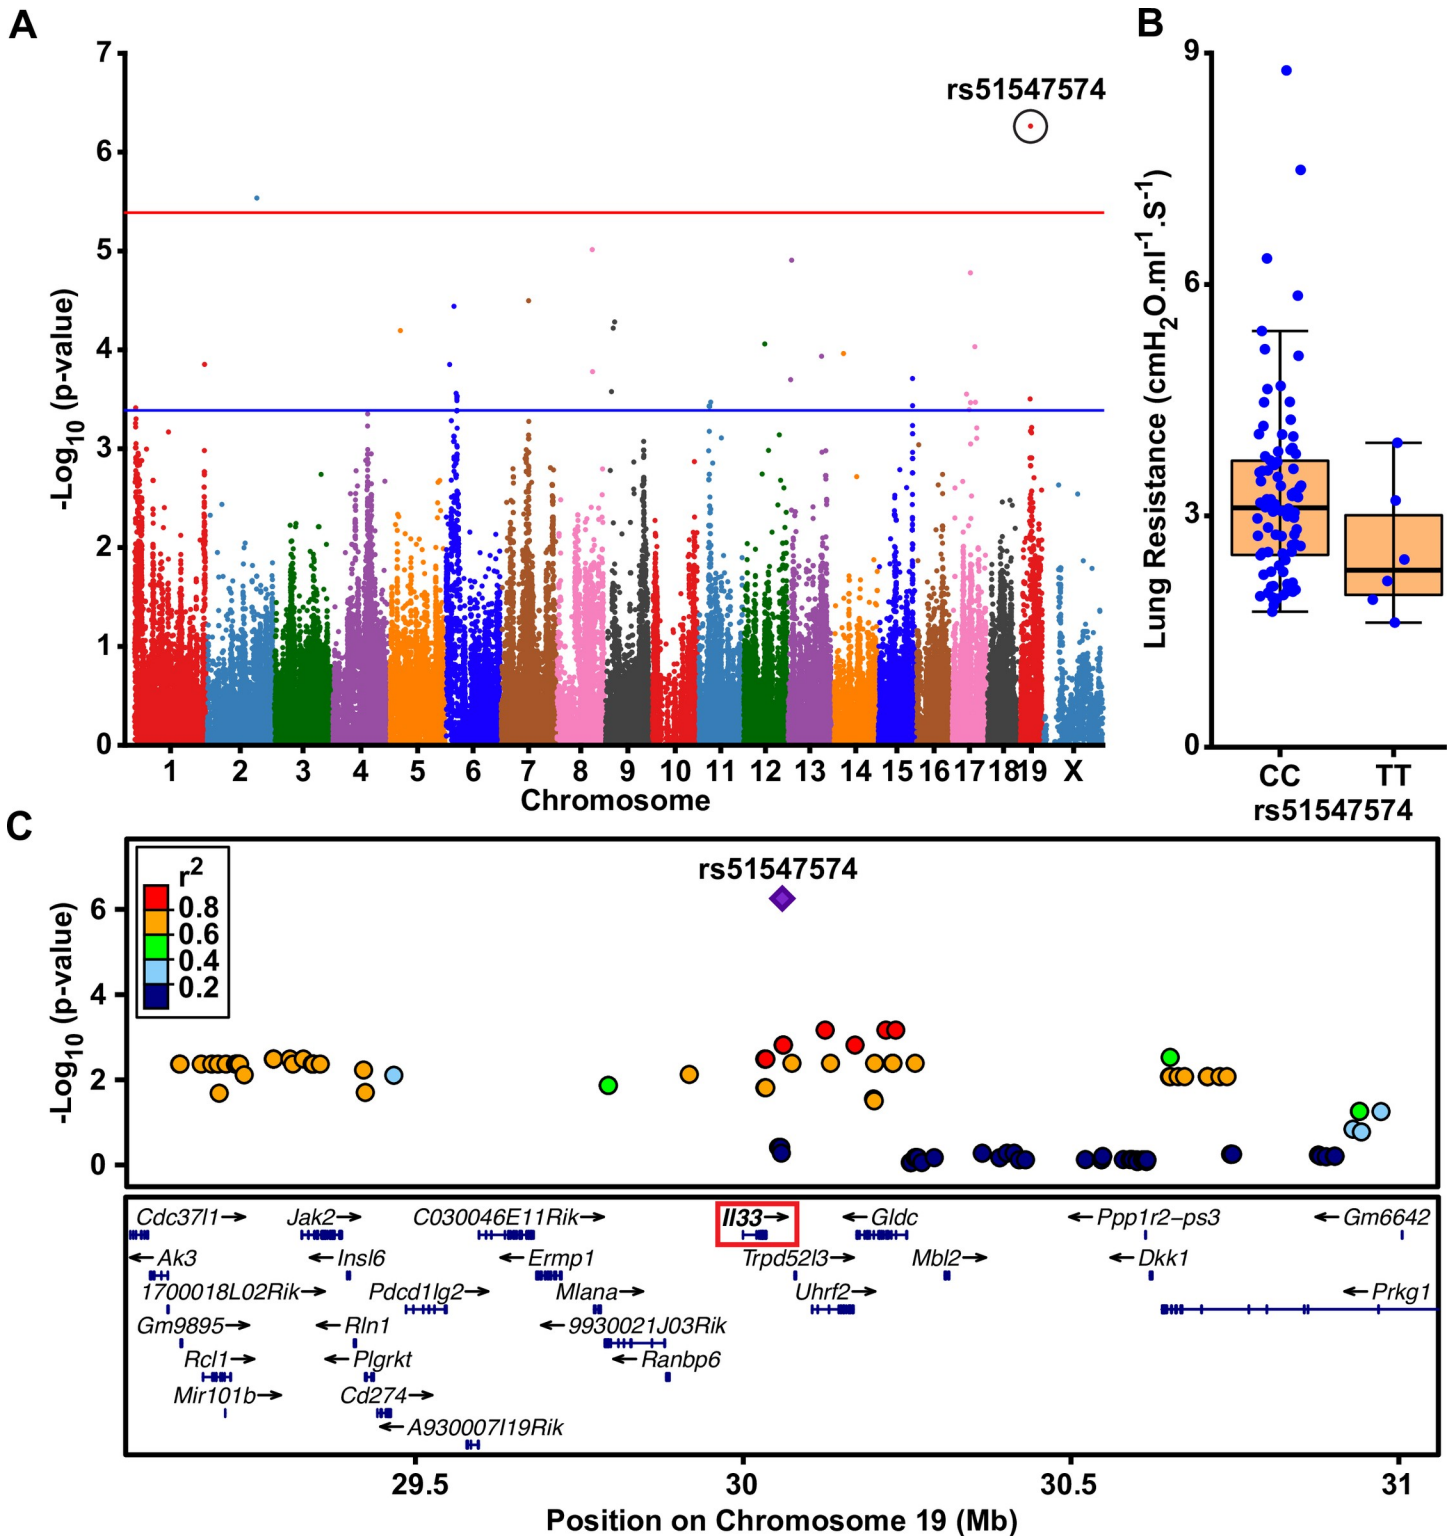 A
B
7
6
5
4
3
2
1
0
-Log10 (p-value)
rs51547574
1 2 3 4 5 6 7 8 9 10 11 12 13 14 15 16 17 18 19 X
Chromosome
9
6
3
0
Lung Resistance (cmH2O.ml-1.S-1)
CC TT
rs51547574
C
r2
0.8
0.6
0.4
0.2
rs51547574
6
4
2
0
-Log10 (p-value)
Cdc37l1→ Jak2→ C030046E11Rik→ Il33→ ←Gldc ←Ppp1r2-ps3 ←Gm6642
←Ak3 ←Insl6 ←Ermp1 Trpd52l3→ Mbl2→ ←Dkk1
1700018L02Rik→ Pdcd1lg2→ Mlana→ Uhrf2→ ←Prkg1
Gm9895→ ←Rln1 ←9930021J03Rik
Rcl1→ ←Plgrkt ←Ranbp6
Mir101b→ Cd274→
←A930007I19Rik
29.5 30 30.5 31
Position on Chromosome 19 (Mb)